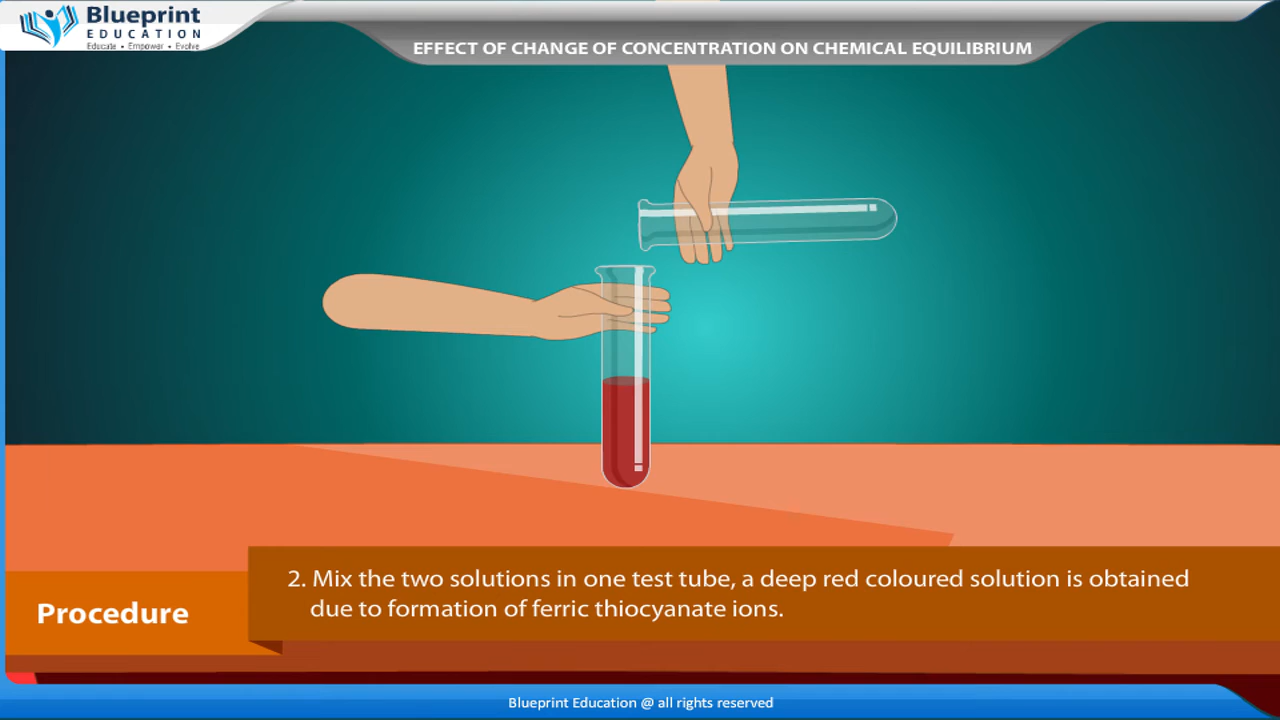 Blueprint
EDUCATION
Educate • Empower • Evolve
EFFECT OF CHANGE OF CONCENTRATION ON CHEMICAL EQUILIBRIUM
2. Mix the two solutions in one test tube, a deep red coloured solution is obtained
due to formation of ferric thiocyanate ions.
Procedure
Blueprint Education @ all rights reserved